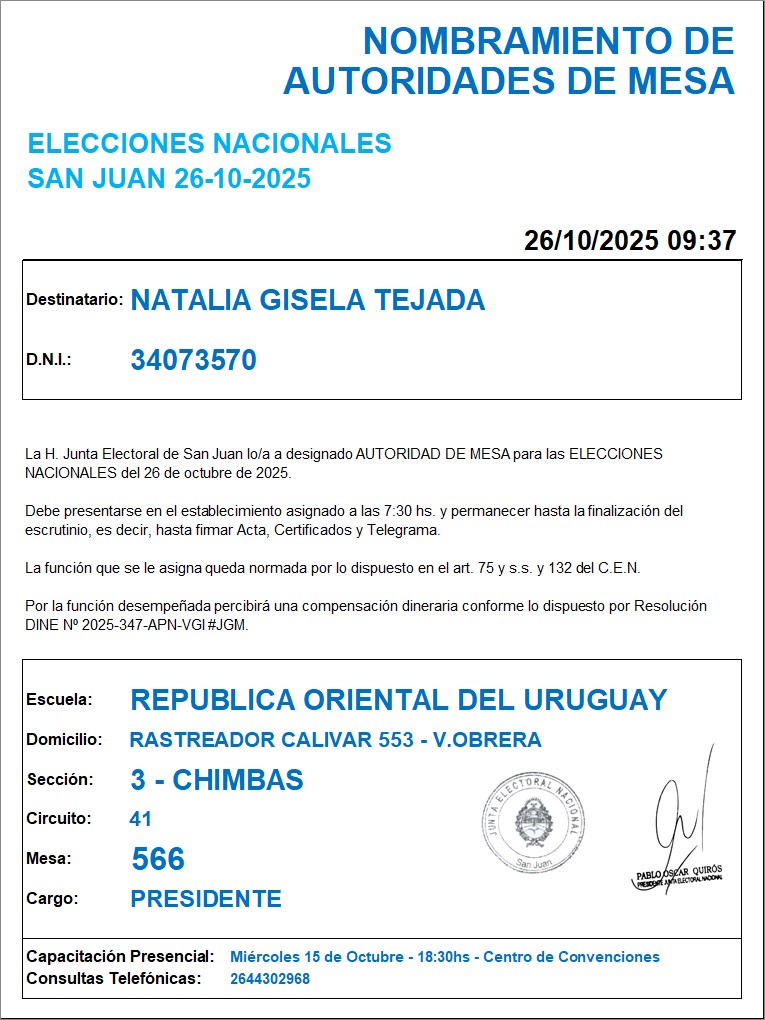 NOMBRAMIENTO DE
AUTORIDADES DE MESA
ELECCIONES NACIONALES
SAN JUAN 26-10-2025
26/10/2025 09:37
Destinatario: NATALIA GISELA TEJADA
D.N.I.: 34073570
La H. Junta Electoral de San Juan lo/a a designado AUTORIDAD DE MESA para las ELECCIONES
NACIONALES del 26 de octubre de 2025.
Debe presentarse en el establecimiento asignado a las 7:30 hs. y permanecer hasta la finalización del
escrutinio, es decir, hasta firmar Acta, Certificados y Telegrama.
La función que se le asigna queda normada por lo dispuesto en el art. 75 y s.s. y 132 del C.E.N.
Por la función desempeñada percibirá una compensación dineraria conforme lo dispuesto por Resolución
DINE Nº 2025-347-APN-VGI#JGM.
Escuela: REPUBLICA ORIENTAL DEL URUGUAY
Domicilio: RASTREADOR CALIVAR 553 - V.OBRERA
Sección: 3 - CHIMBAS
Circuito: 41
Mesa: 566
Cargo: PRESIDENTE
JUNTA ELECTORAL NACIONAL
San Juan
PABLO OSCAR QUIRÓS
PRESIDENTE JUNTA ELECTORAL NACIONAL
Capacitación Presencial: Miércoles 15 de Octubre - 18:30hs - Centro de Convenciones
Consultas Telefónicas: 2644302968